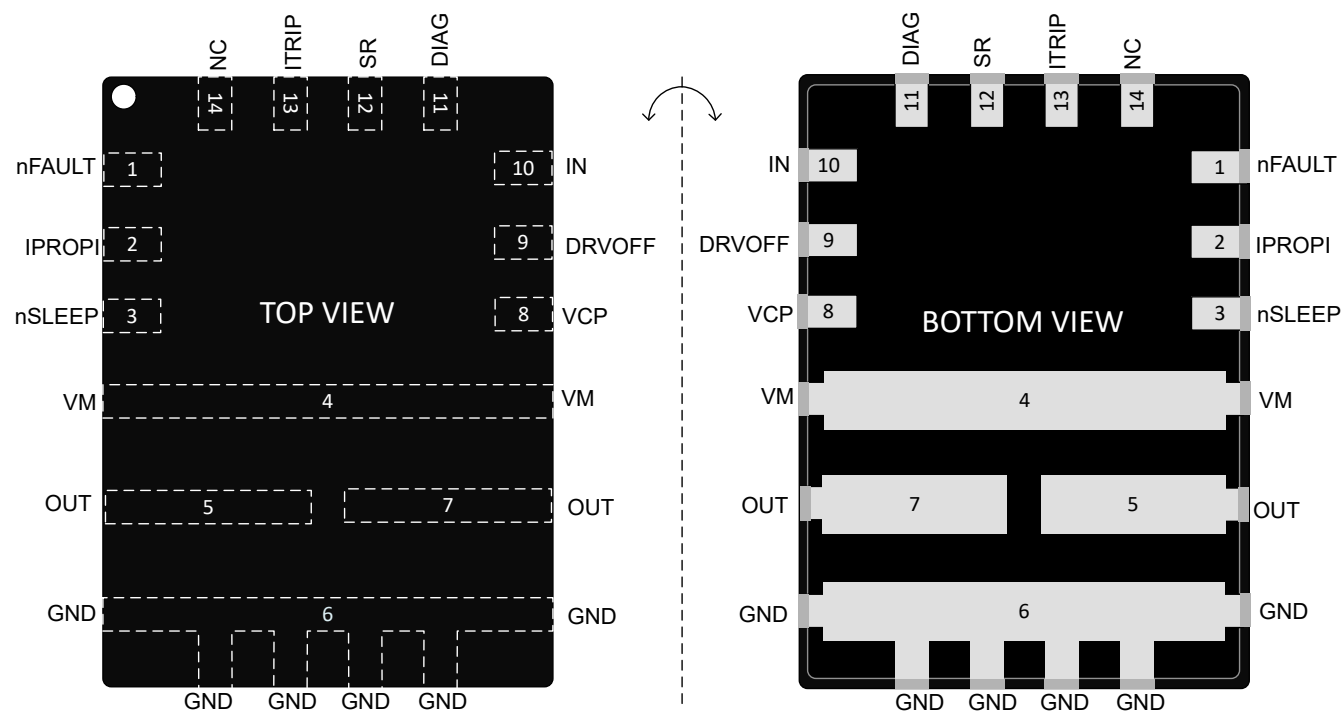 NC ITRIP SR DIAG
14 13 12 11
nFAULT 1 10 IN
IPROPI 2 9 DRVOFF
nSLEEP 3 TOP VIEW 8 VCP
VM 4 VM
OUT 5 7 OUT
GND 6 GND
GND GND GND GND
DIAG SR ITRIP NC
11 12 13 14
IN 10 1 nFAULT
DRVOFF 9 2 IPROPI
VCP 8 BOTTOM VIEW 3 nSLEEP
VM 4 VM
OUT 7 5 OUT
GND 6 GND
GND GND GND GND